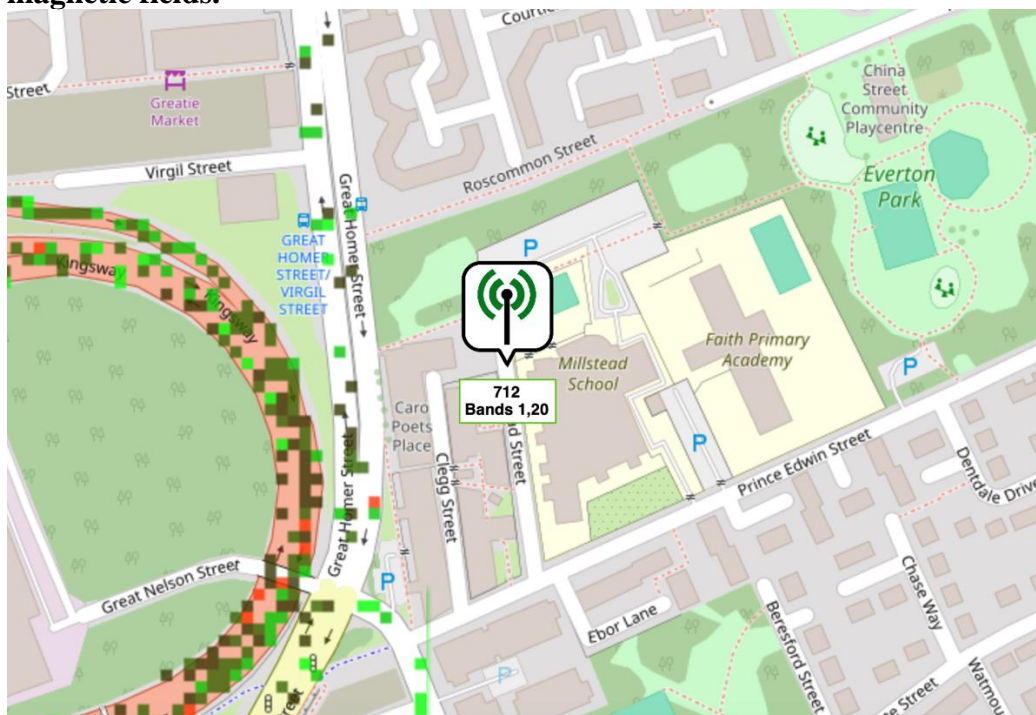 magnetic fields.
Courtie
Street
Greatie
Market
China
Street
Community
Playcentre
Virgil Street
Roscommon Street
Everton
Park
Great Homer Street
GREAT
HOMER
STREET/
VIRGIL
STREET
P
Kingsway
Kingsway
Faith Primary
Academy
Millstead
School
P
712
Bands 1,20
Caro
Poets
Place
d Street
P
Clegg Street
Prince Edwin Street
Dentdale Drive
Great Homer Street
Great Nelson Street
P
Chase Way
Ebor Lane
Beresford Street
P
Watmou
te Street
treet